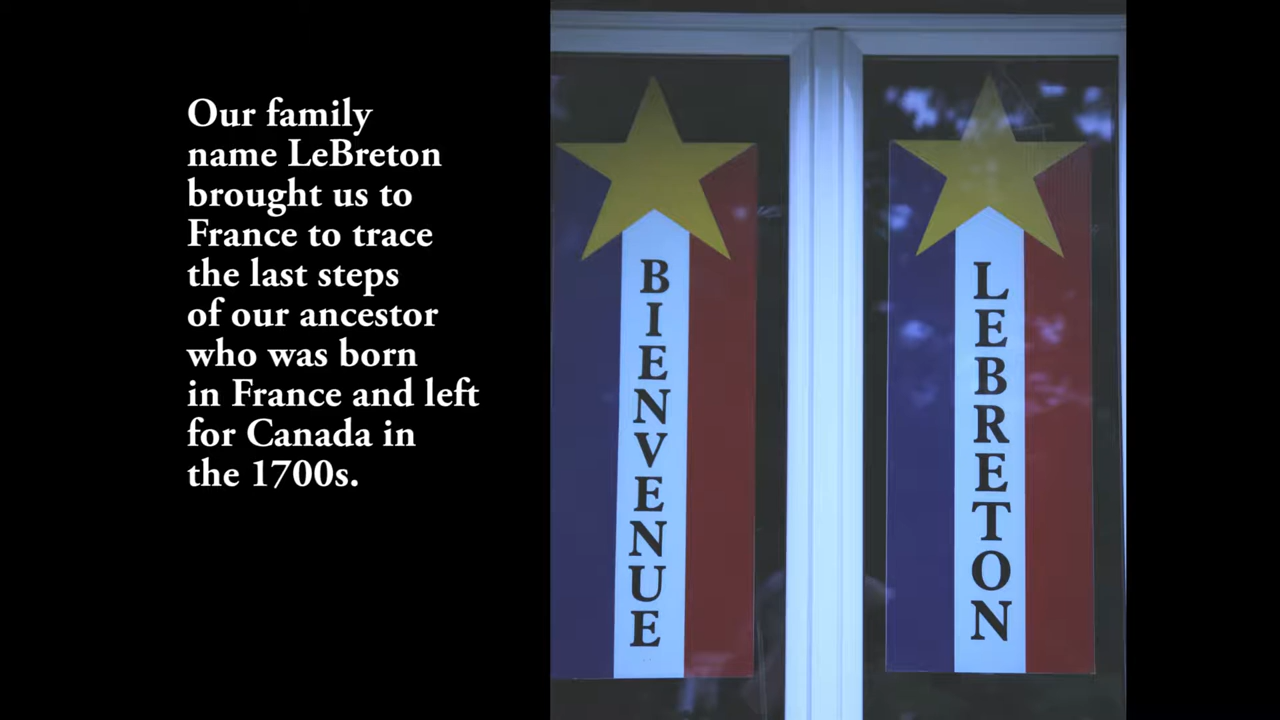 Our family
name LeBreton
brought us to
France to trace
the last steps
of our ancestor
who was born
in France and left
for Canada in
the 1700s.
BIENVENUE
LEBRETON